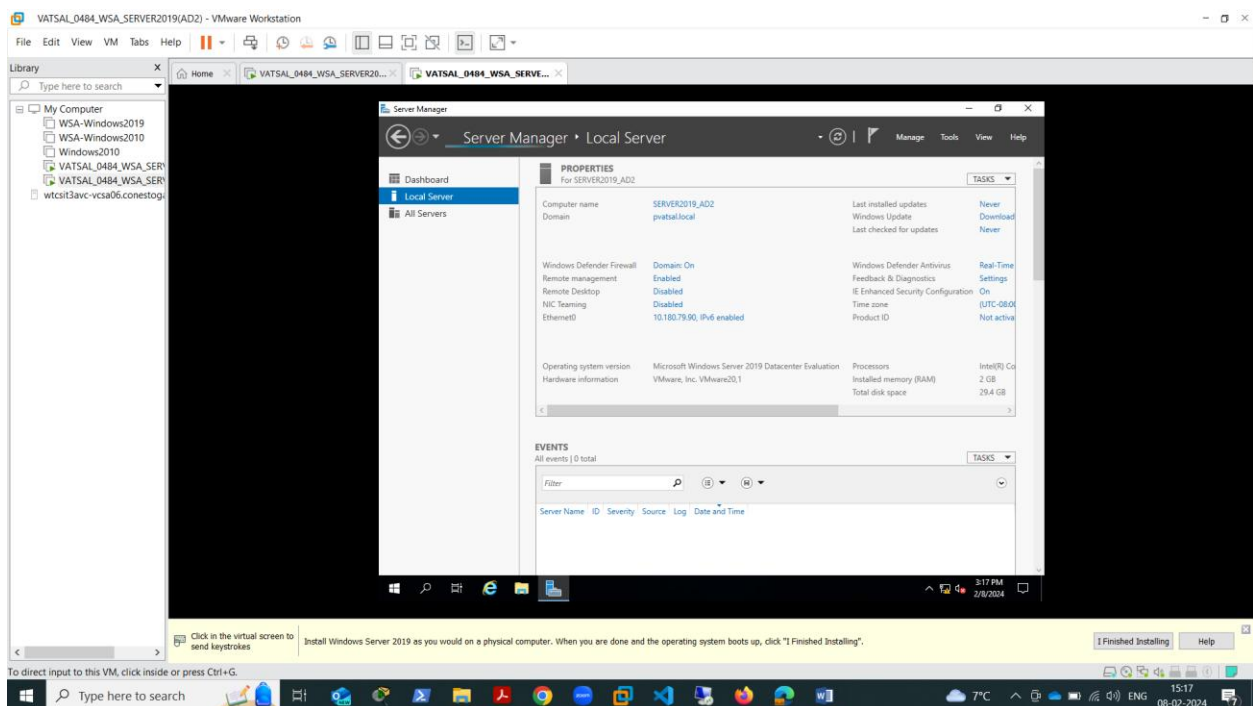 VATSAL_0484_WSA_SERVER2019(AD2) - VMware Workstation
File Edit View VM Tabs Help
Library
Type here to search
My Computer
WSA-Windows2019
WSA-Windows2010
Windows2010
VATSAL_0484_WSA_SER
VATSAL_0484_WSA_SER
wtcsit3avc-vcsa06.conestoga
Home VATSAL_0484_WSA_SERVER20... VATSAL_0484_WSA_SERVE...
Server Manager
Server Manager • Local Server
Manage Tools View Help
Dashboard
Local Server
All Servers
PROPERTIES
For SERVER2019_AD2
TASKS
Computer name SERVER2019_AD2 Last installed updates Never
Domain pvatsal.local Windows Update Download
Last checked for updates Never
Windows Defender Firewall Domain: On Windows Defender Antivirus Real-Time
Remote management Enabled Feedback & Diagnostics Settings
Remote Desktop Disabled IE Enhanced Security Configuration On
NIC Teaming Disabled Time zone (UTC-08:00
Ethernet0 10.180.79.90, IPv6 enabled Product ID Not activa
Operating system version Microsoft Windows Server 2019 Datacenter Evaluation Processors Intel(R) Co
Hardware information VMware, Inc. VMware20,1 Installed memory (RAM) 2 GB
Total disk space 29.4 GB
EVENTS
All events | 0 total
TASKS
Filter
Server Name ID Severity Source Log Date and Time
3:17 PM
2/8/2024
Click in the virtual screen to
send keystrokes
Install Windows Server 2019 as you would on a physical computer. When you are done and the operating system boots up, click "I Finished Installing".
I Finished Installing Help
To direct input to this VM, click inside or press Ctrl+G.
Type here to search
7°C ENG 15:17
08-02-2024